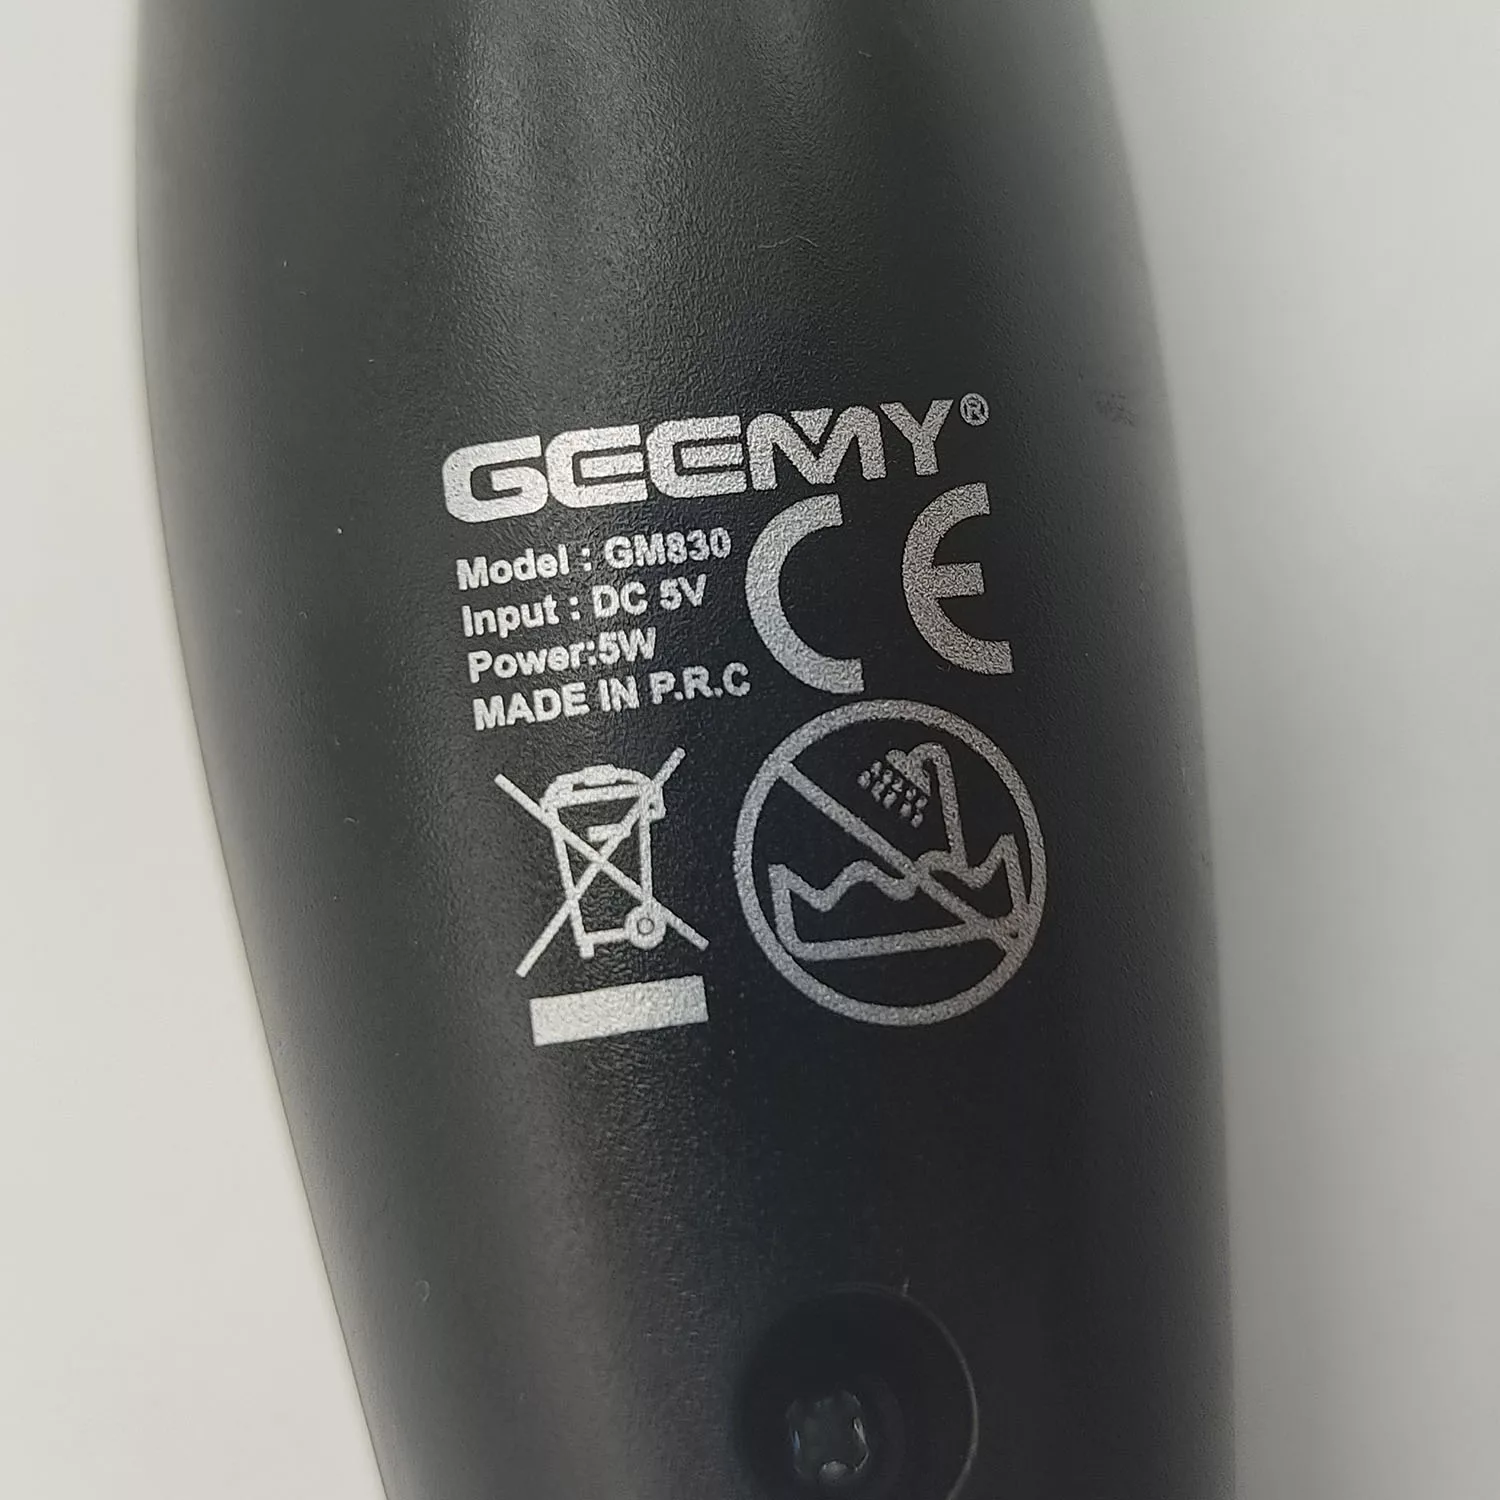 GEEMY®
Model : GM830
Input : DC 5V
Power:5W
MADE IN P.R.C
CE